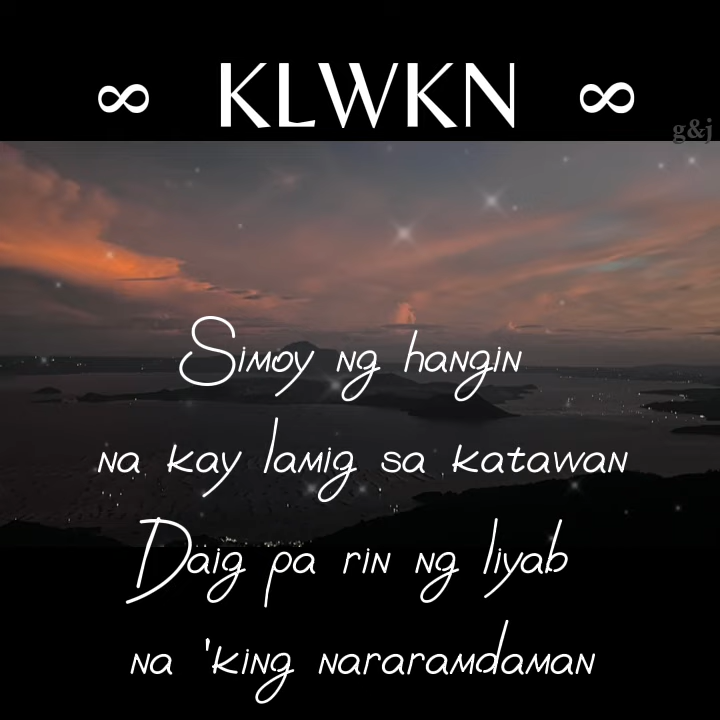 ∞ KLWKN ∞
g&j
Simoy ng hangin
na kay lamig sa katawan
Daig pa rin ng liyab
na 'king nararamdaman